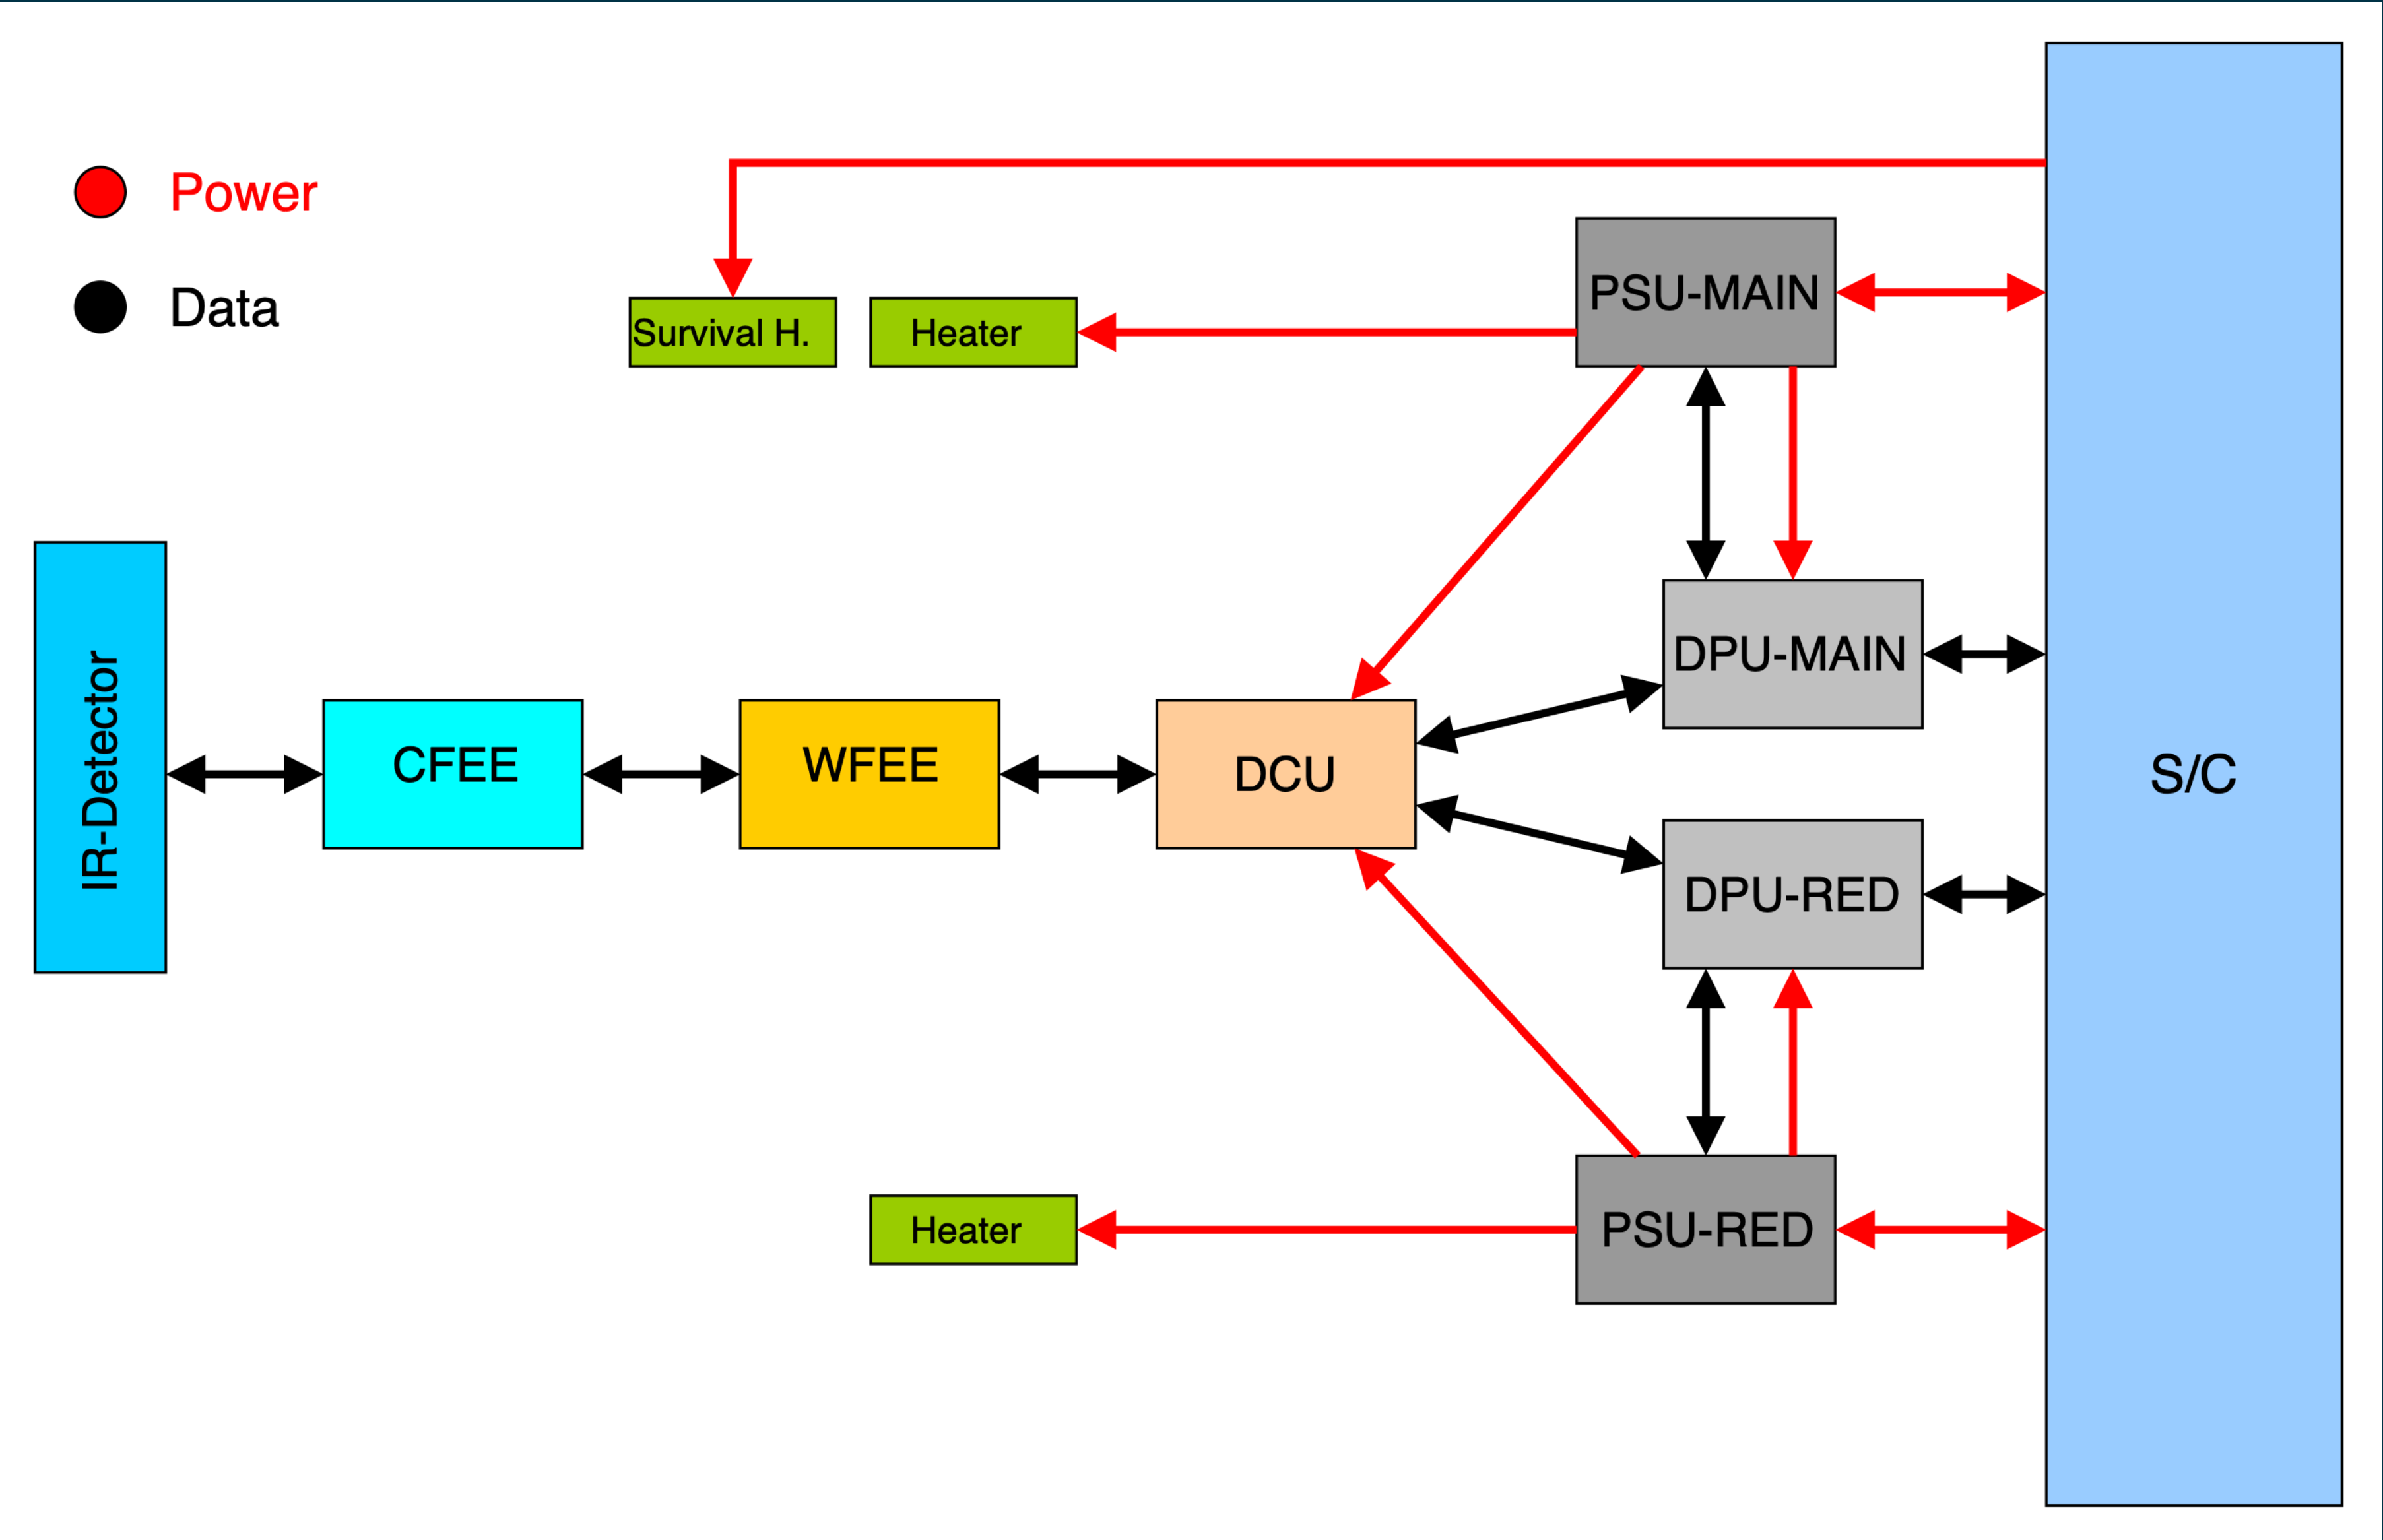 Power
Data
PSU-MAIN
Survival H.
Heater
DPU-MAIN
IR-Detector
CFEE
WFEE
DCU
S/C
DPU-RED
Heater
PSU-RED